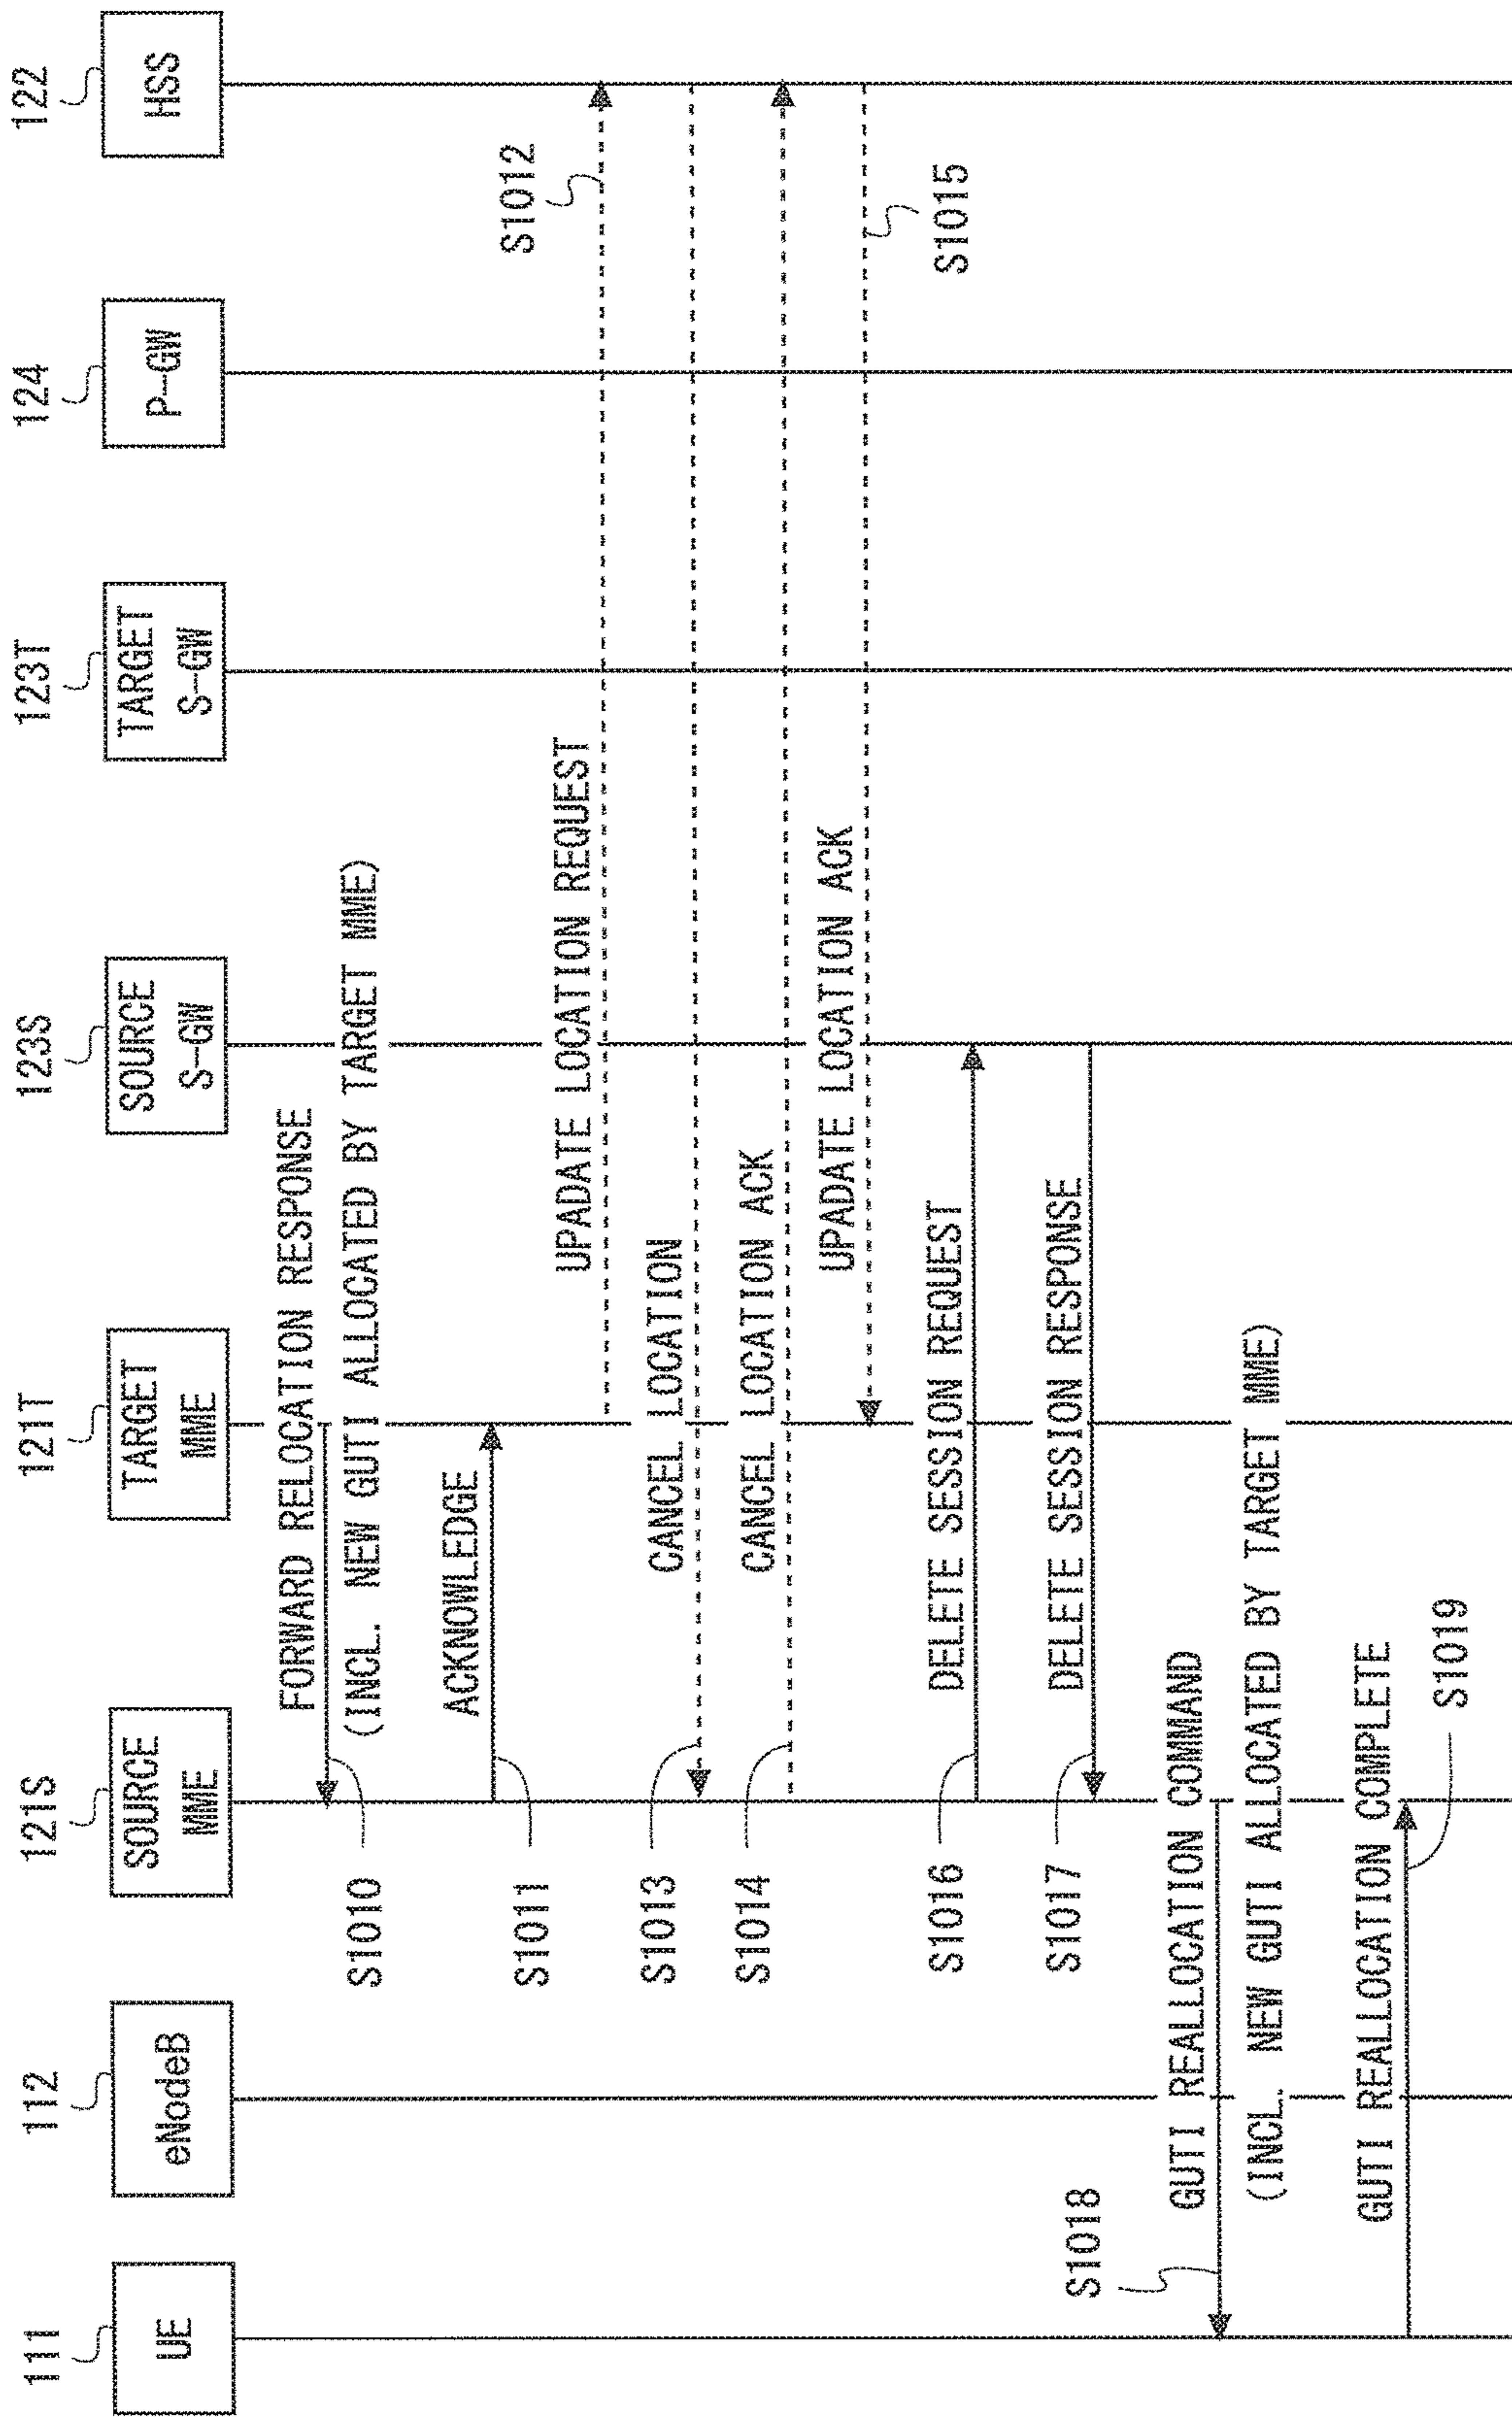 111
UE
112
eNodeB
121S
SOURCE
MME
121T
TARGET
MME
123S
SOURCE
S-GW
123T
TARGET
S-GW
124
P-GW
122
HSS
FORWARD RELOCATION RESPONSE
(INCL. NEW GUTI ALLOCATED BY TARGET MME)
S1010
ACKNOWLEDGE
S1011
S1012
UPADATE LOCATION REQUEST
CANCEL LOCATION
S1013
CANCEL LOCATION ACK
S1014
UPADATE LOCATION ACK
S1015
DELETE SESSION REQUEST
S1016
DELETE SESSION RESPONSE
S1017
S1018
GUTI REALLOCATION COMMAND
(INCL. NEW GUTI ALLOCATED BY TARGET MME)
GUTI REALLOCATION COMPLETE
S1019